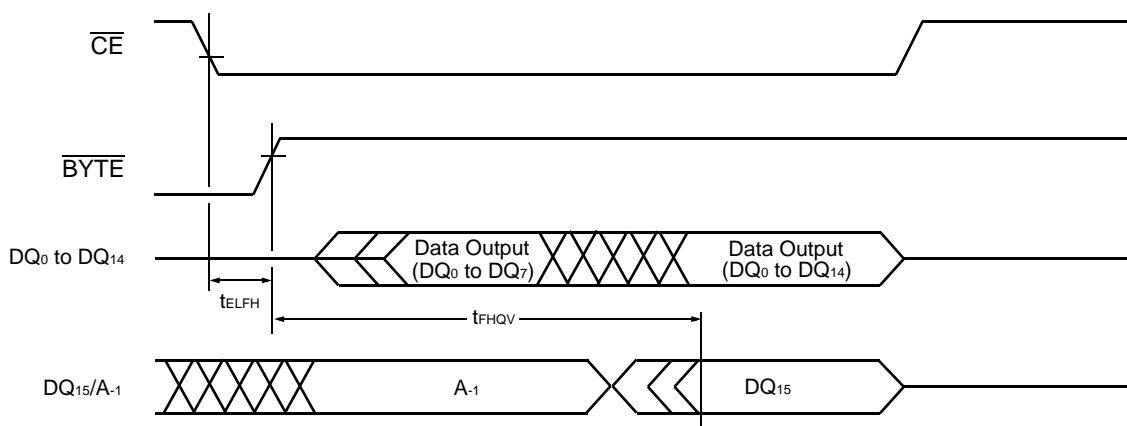 CE
BYTE
DQ0 to DQ14
Data Output
(DQ0 to DQ7)
Data Output
(DQ0 to DQ14)
tELFH
tFHQV
DQ15/A-1
A-1
DQ15